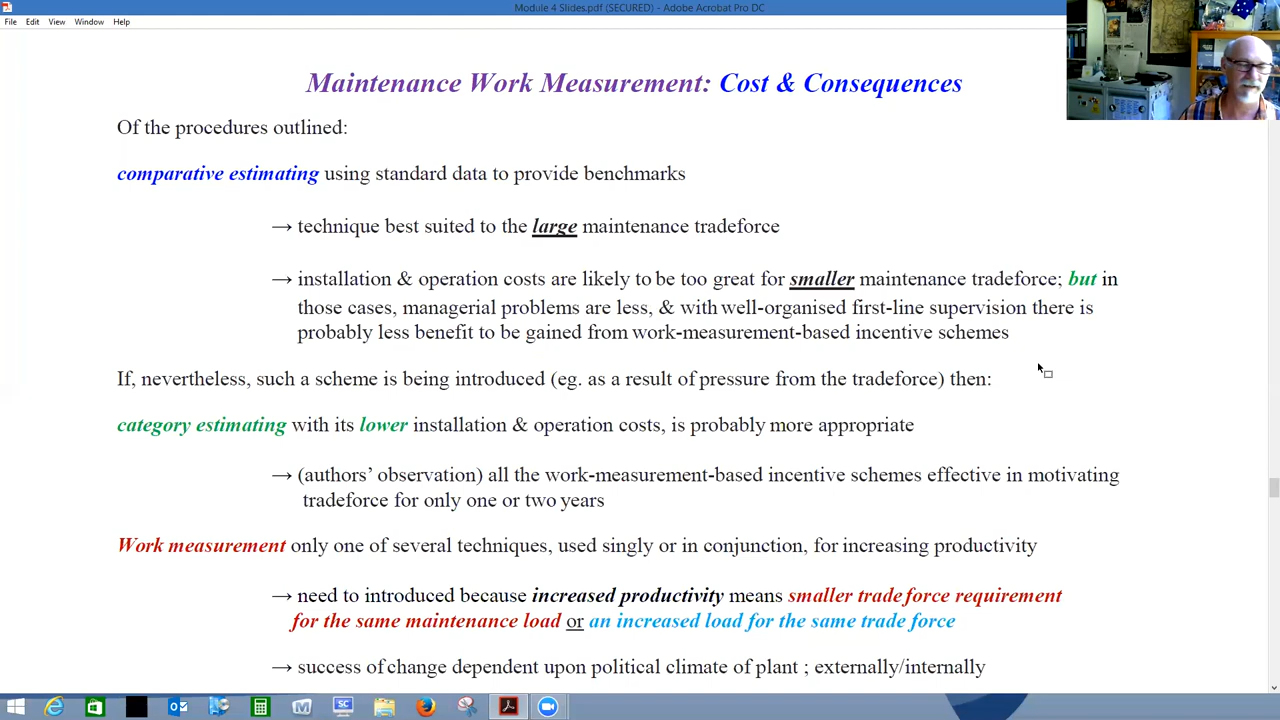 Module 4 Slides.pdf (SECURED) - Adobe Acrobat Pro DC
File Edit View Window Help
Maintenance Work Measurement: Cost & Consequences
Of the procedures outlined:
comparative estimating using standard data to provide benchmarks
→ technique best suited to the large maintenance tradeforce
→ installation & operation costs are likely to be too great for smaller maintenance tradeforce; but in
those cases, managerial problems are less, & with well-organised first-line supervision there is
probably less benefit to be gained from work-measurement-based incentive schemes
If, nevertheless, such a scheme is being introduced (eg. as a result of pressure from the tradeforce) then:
category estimating with its lower installation & operation costs, is probably more appropriate
→ (authors' observation) all the work-measurement-based incentive schemes effective in motivating
tradeforce for only one or two years
Work measurement only one of several techniques, used singly or in conjunction, for increasing productivity
→ need to introduced because increased productivity means smaller trade force requirement
for the same maintenance load or an increased load for the same trade force
→ success of change dependent upon political climate of plant ; externally/internally